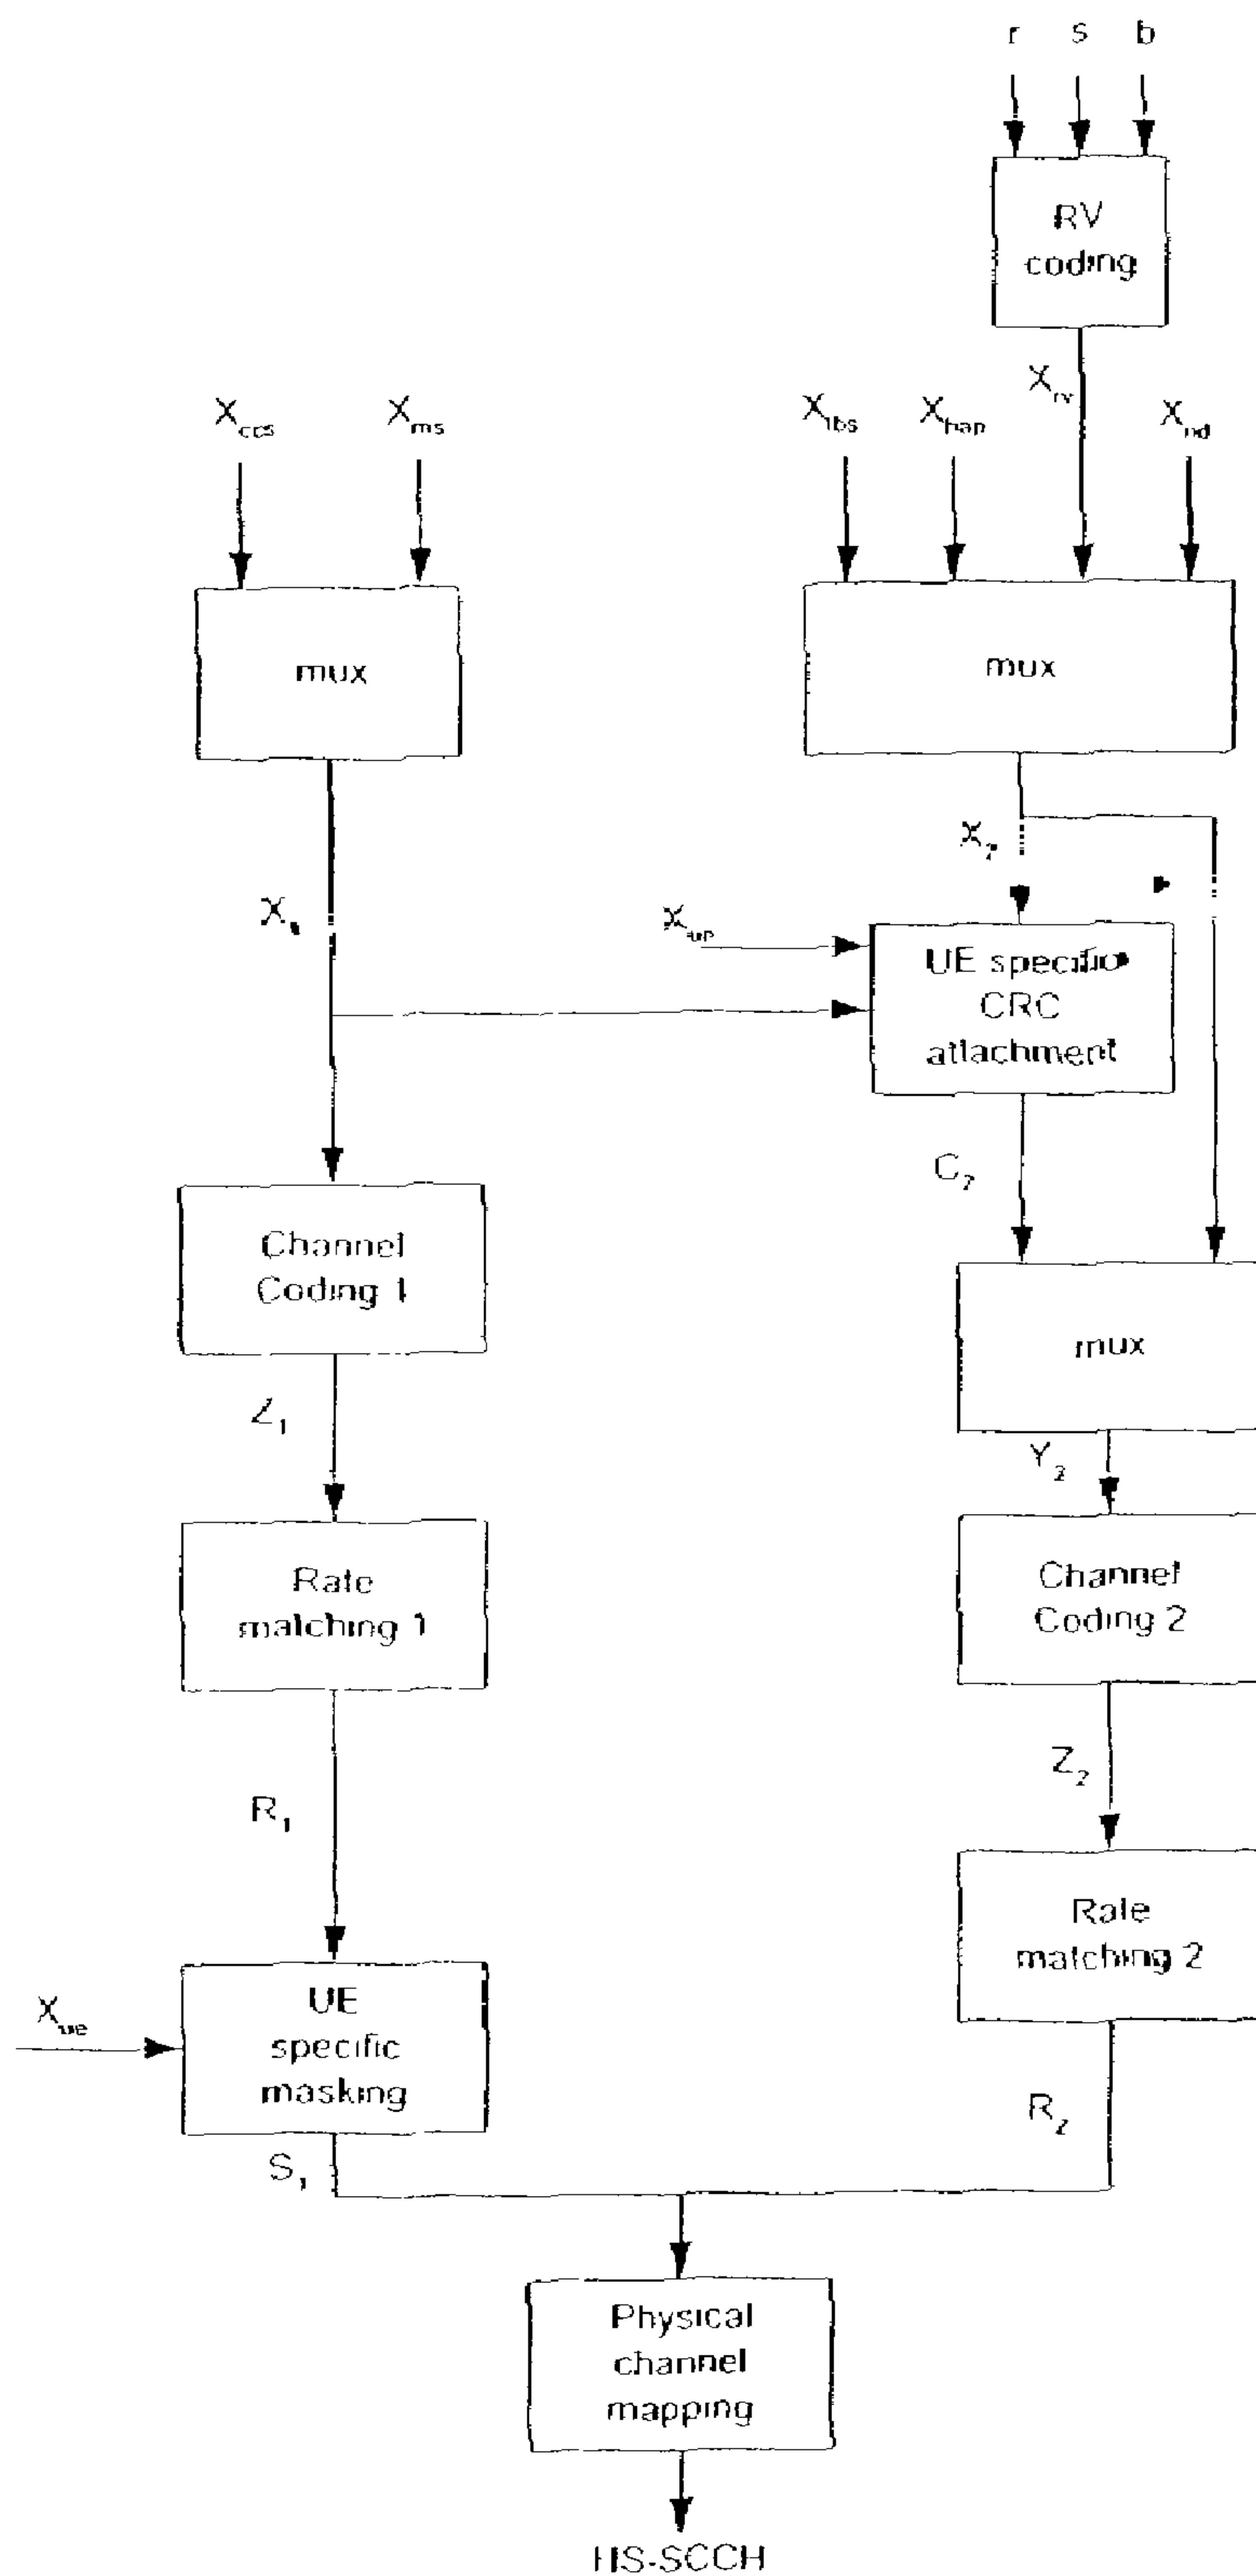 r s b
RV
coding
X_rv
X_ccs X_ms X_tbs X_hap X_nd
mux
mux
X_1
X_2
X_ue
UE specific
CRC
attachment
C_2
Channel
Coding 1
mux
Z_1
Y_2
Rate
matching 1
Channel
Coding 2
Z_2
R_1
Rate
matching 2
X_ue
UE
specific
masking
R_2
S_1
Physical
channel
mapping
HS-SCCH